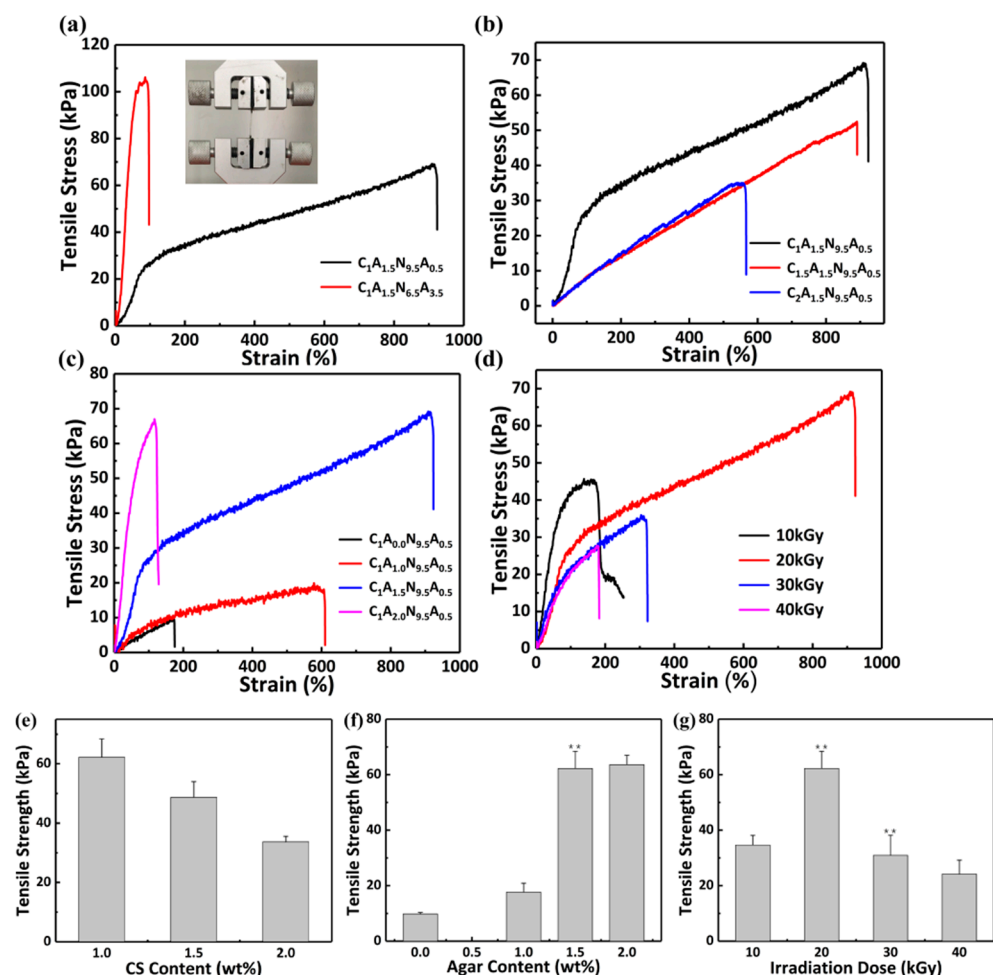 (a)
Tensile Stress (kPa)
120
100
80
60
40
20
0
C₁A₁.₅N₉.₅A₀.₅
C₁A₁.₅N₆.₅A₃.₅
0 200 400 600 800 1000
Strain (%)
(b)
Tensile Stress (kPa)
70
60
50
40
30
20
10
0
C₁A₁.₅N₉.₅A₀.₅
C₁.₅A₁.₅N₉.₅A₀.₅
C₂A₁.₅N₉.₅A₀.₅
0 200 400 600 800
Strain (%)
(c)
Tensile Stress (kPa)
80
70
60
50
40
30
20
10
0
C₁A₀.₀N₉.₅A₀.₅
C₁A₁.₀N₉.₅A₀.₅
C₁A₁.₅N₉.₅A₀.₅
C₁A₂.₀N₉.₅A₀.₅
0 200 400 600 800 1000
Strain (%)
(d)
Tensile Stress (kPa)
80
70
60
50
40
30
20
10
0
10kGy
20kGy
30kGy
40kGy
0 200 400 600 800 1000
Strain (%)
(e)
Tensile Strength (kPa)
60
40
20
0
1.0 1.5 2.0
CS Content (wt%)
(f)
Tensile Strength (kPa)
80
60
40
20
0
**
0.0 0.5 1.0 1.5 2.0
Agar Content (wt%)
(g)
Tensile Strength (kPa)
80
60
40
20
0
**
**
10 20 30 40
Irradiation Dose (kGy)